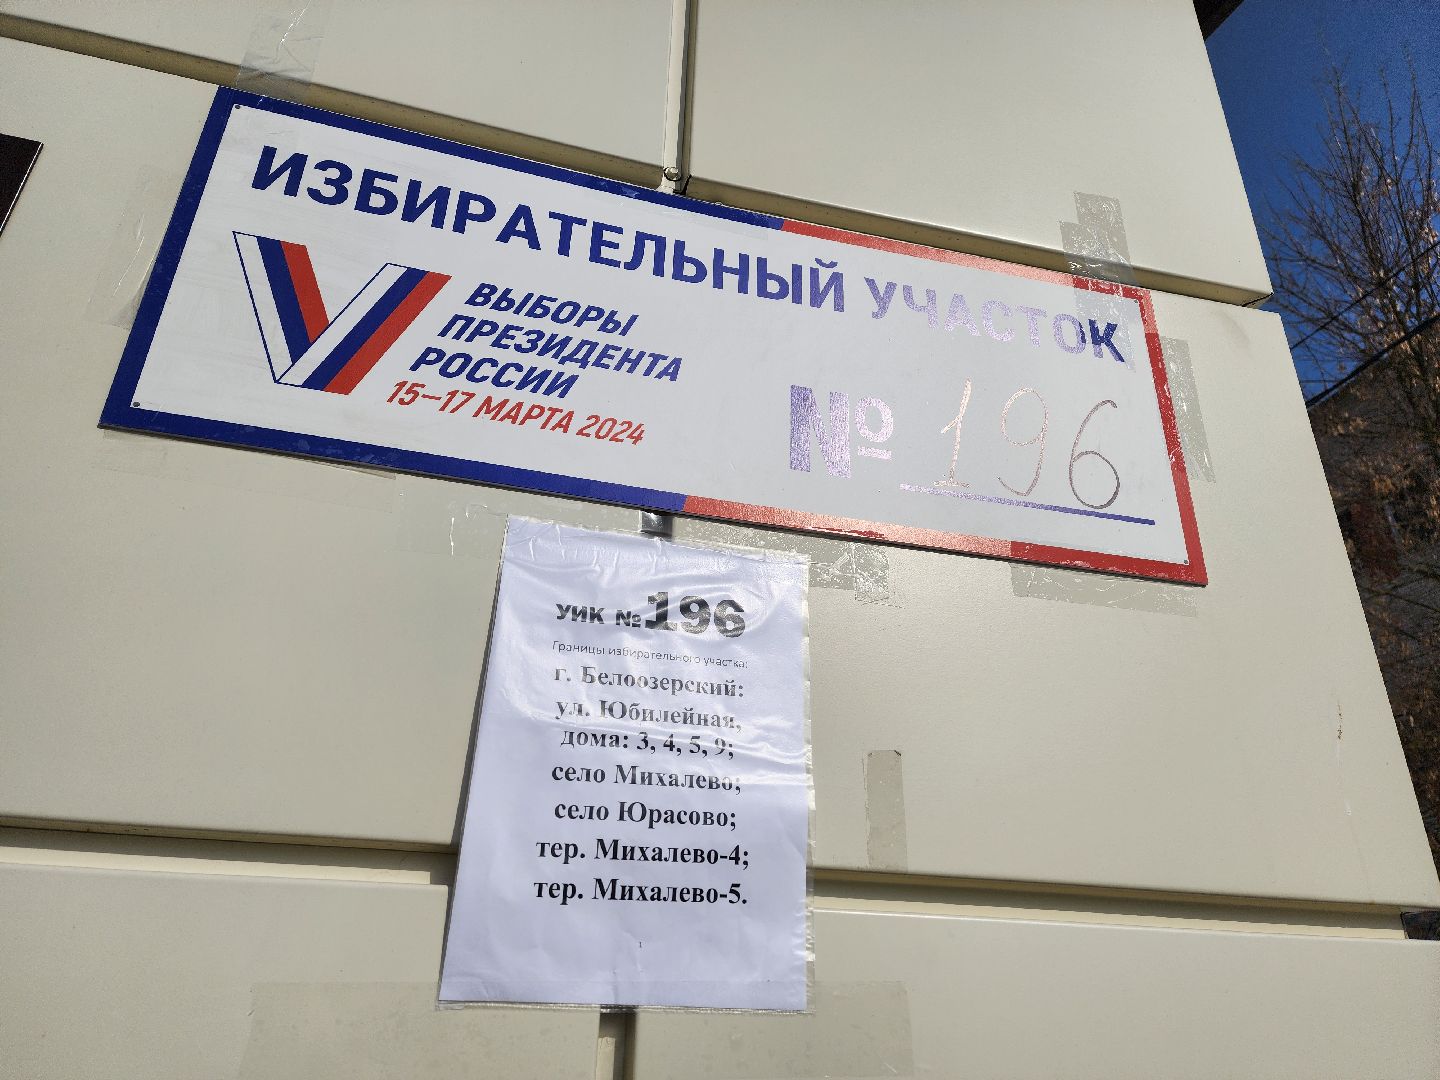 ИЗБИРАТЕЛЬНЫЙ УЧАСТОК
ВЫБОРЫ
ПРЕЗИДЕНТА
РОССИИ
15–17 МАРТА 2024
№ 196
УИК №196
Границы избирательного участка:
г. Белоозерский:
ул. Юбилейная,
дома: 3, 4, 5, 9;
село Михалево;
село Юрасово;
тер. Михалево-4;
тер. Михалево-5.
1